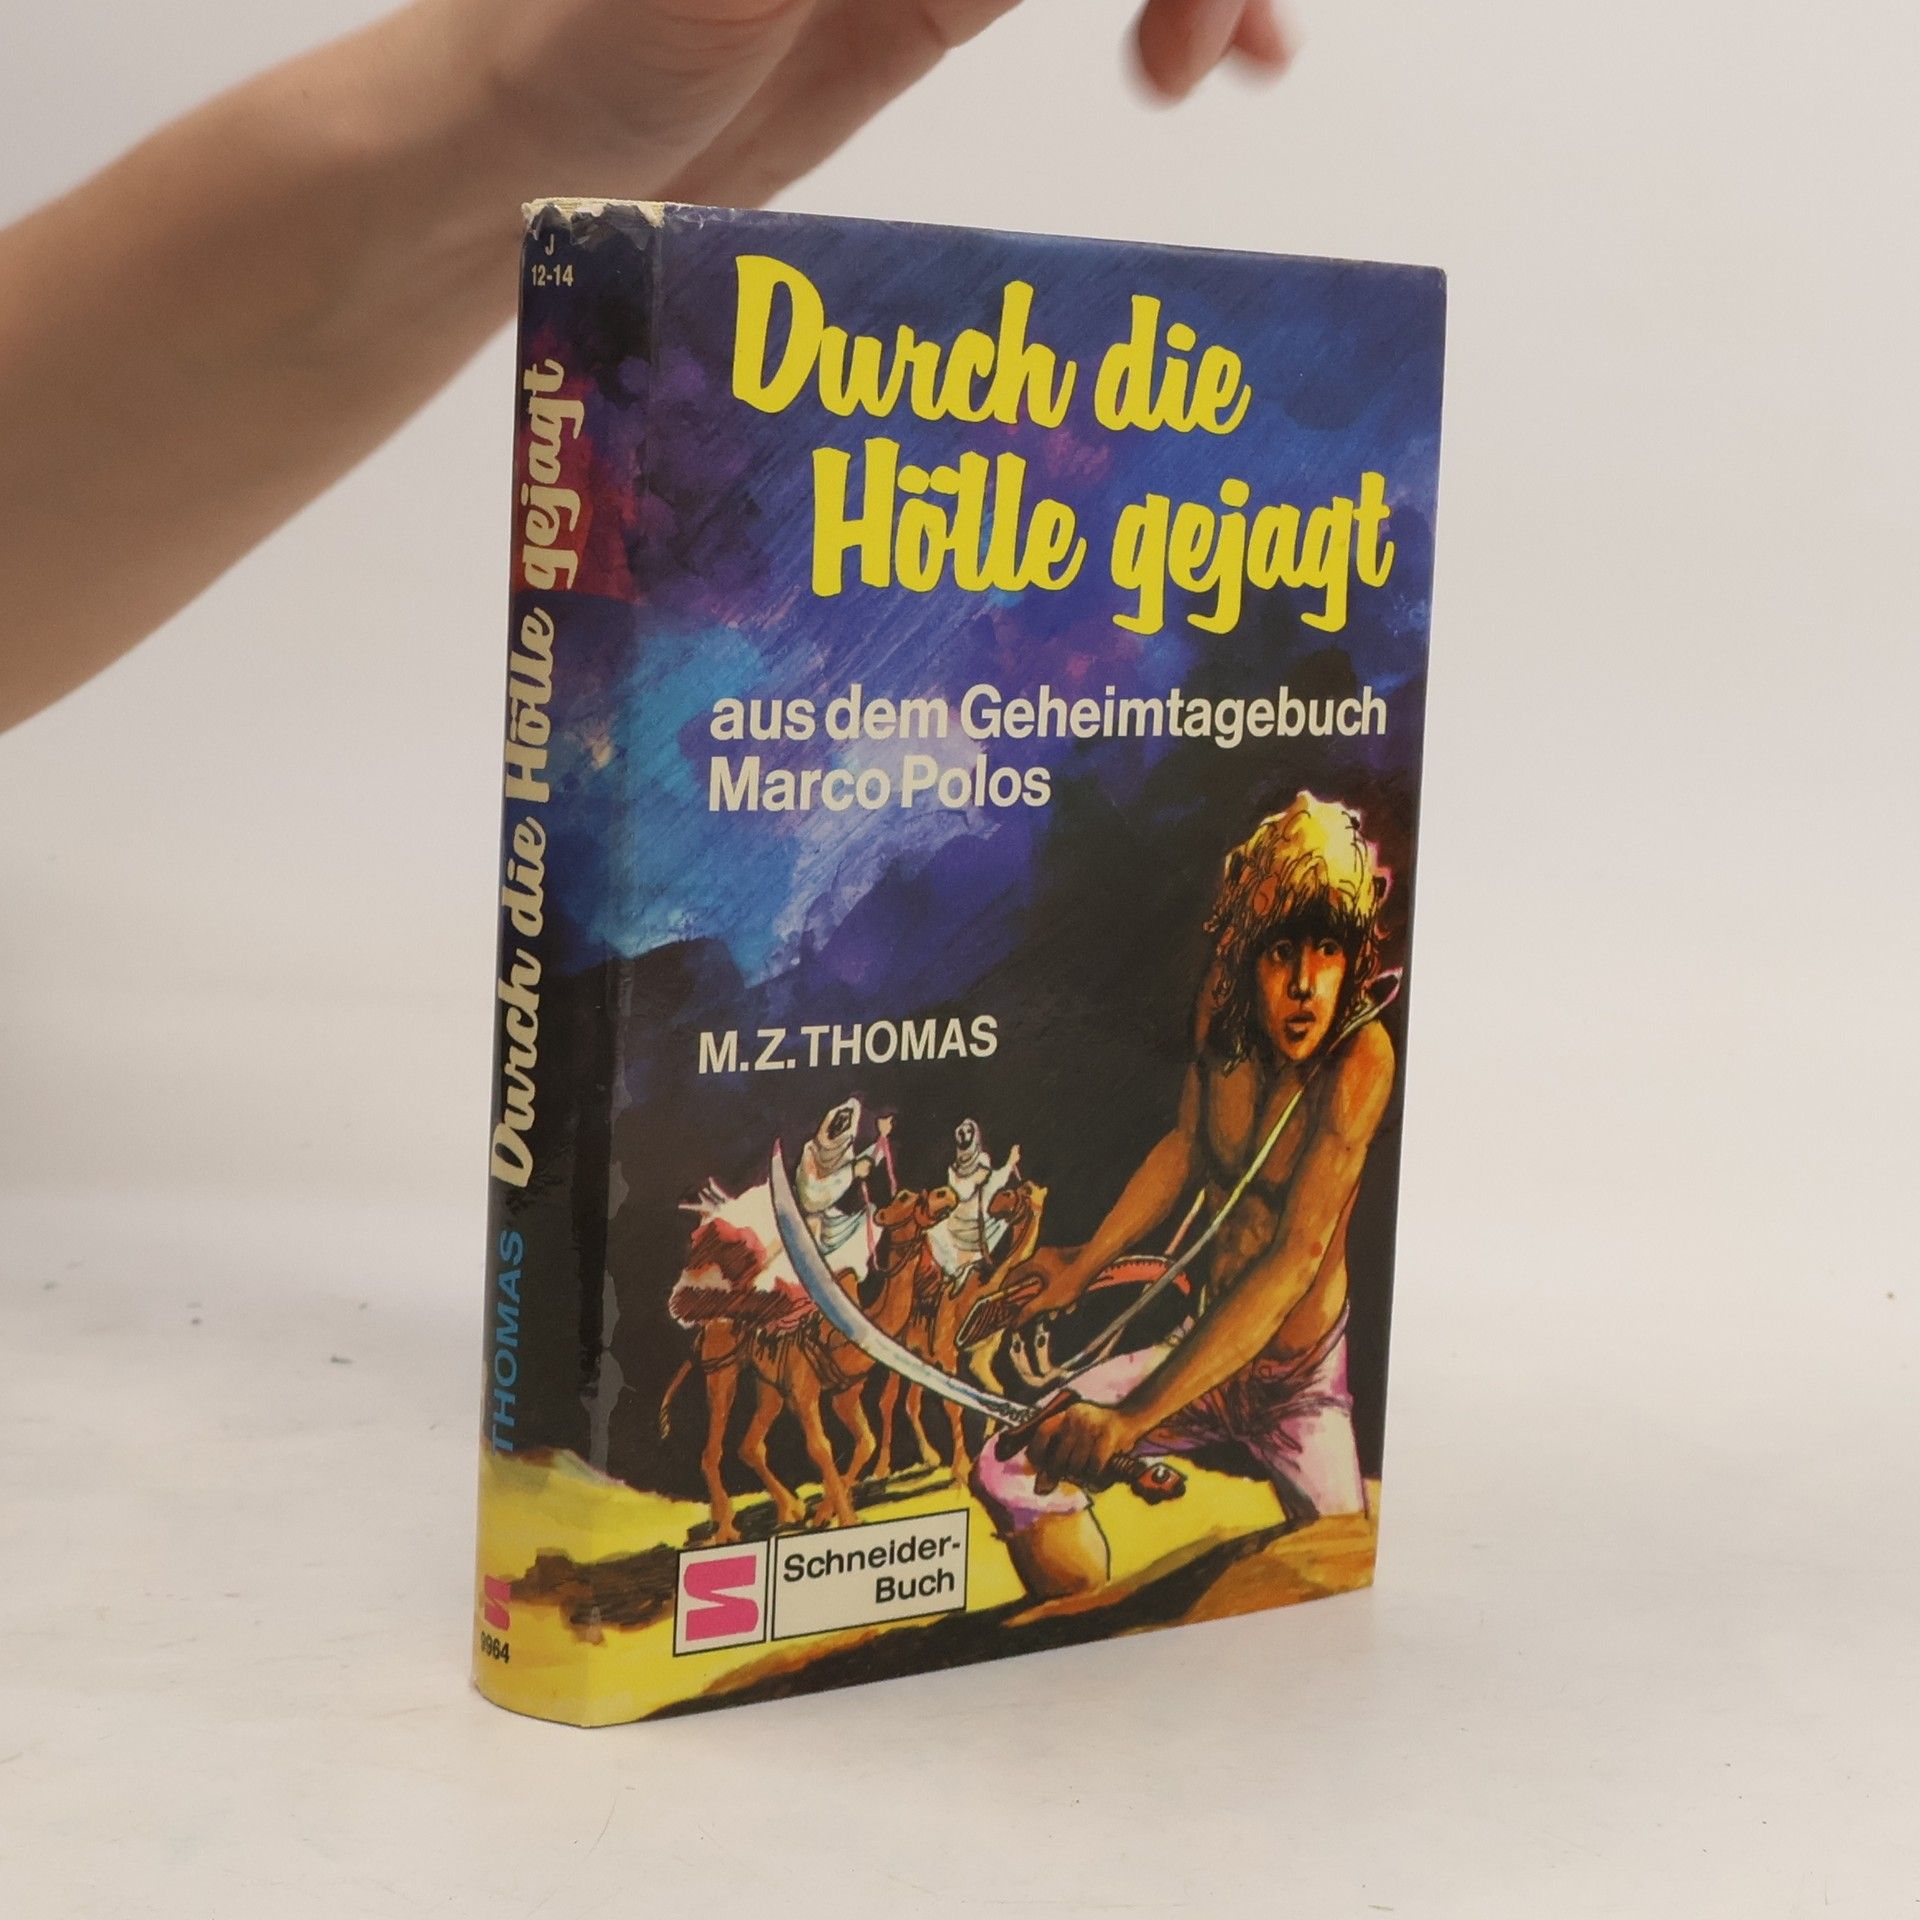 J
12-14
THOMAS Durch die Hölle gejagt
9964
Durch die
Hölle gejagt
aus dem Geheimtagebuch
Marco Polos
M.Z. THOMAS
Schneider-
Buch